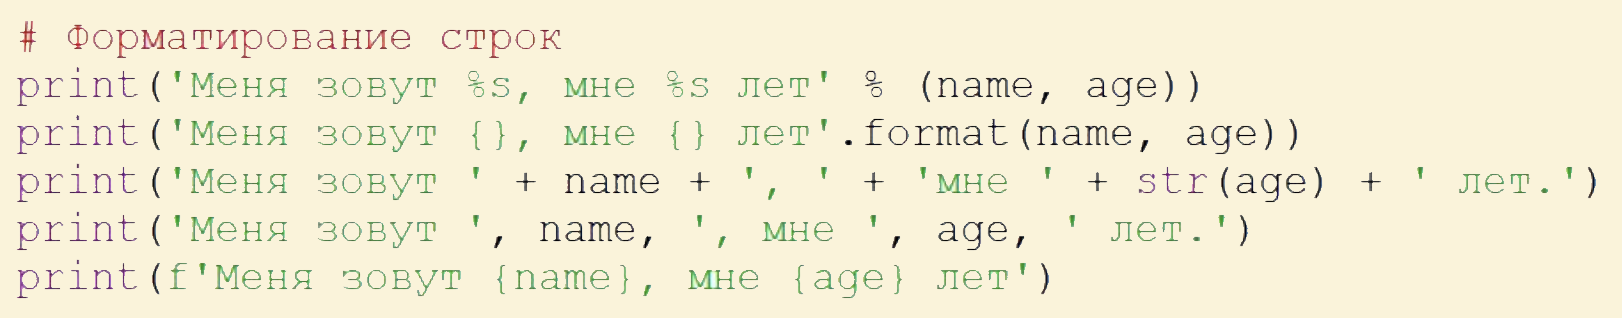 # Форматирование строк
print('Меня зовут %s, мне %s лет' % (name, age))
print('Меня зовут {}, мне {} лет'.format(name, age))
print('Меня зовут ' + name + ', ' + 'мне ' + str(age) + ' лет.')
print('Меня зовут ', name, ', мне ', age, ' лет.')
print(f'Меня зовут {name}, мне {age} лет')